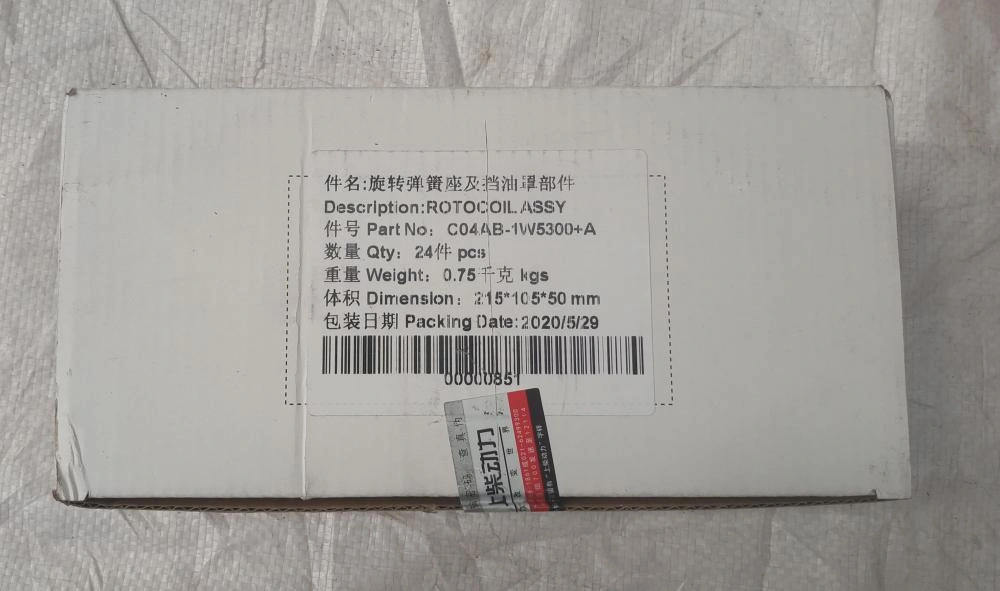 件名:旋转弹簧座及挡油罩部件
Description:ROTOCOIL ASSY
件号 Part No: C04AB-1W5300+A
数量 Qty: 24件 pcs
重量 Weight: 0.75千克 kgs
体积 Dimension: 215*105*50 mm
包装日期 Packing Date:2020/5/29
00000851
上柴动力